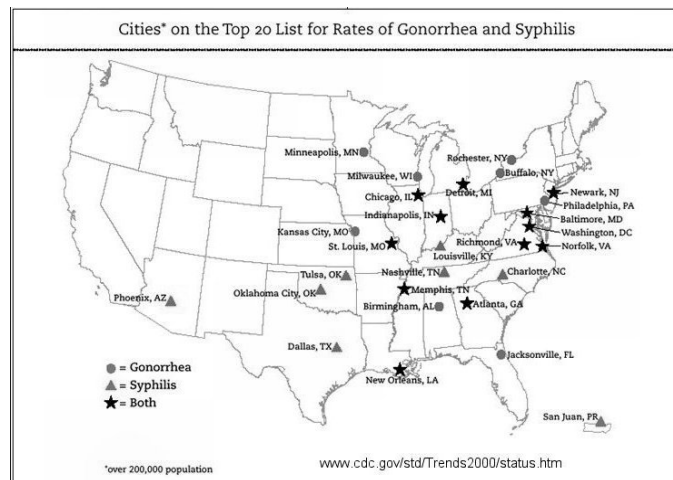 Cities* on the Top 20 List for Rates of Gonorrhea and Syphilis
Minneapolis, MN
Rochester, NY
Buffalo, NY
Milwaukee, WI
Chicago, IL
Detroit, MI
Newark, NJ
Philadelphia, PA
Indianapolis, IN
Baltimore, MD
Washington, DC
Kansas City, MO
St. Louis, MO
Richmond, VA
Norfolk, VA
Louisville, KY
Tulsa, OK
Nashville, TN
Charlotte, NC
Phoenix, AZ
Oklahoma City, OK
Memphis, TN
Birmingham, AL
Atlanta, GA
Dallas, TX
Jacksonville, FL
= Gonorrhea
= Syphilis
= Both
New Orleans, LA
San Juan, PR
*over 200,000 population
www.cdc.gov/std/Trends2000/status.htm